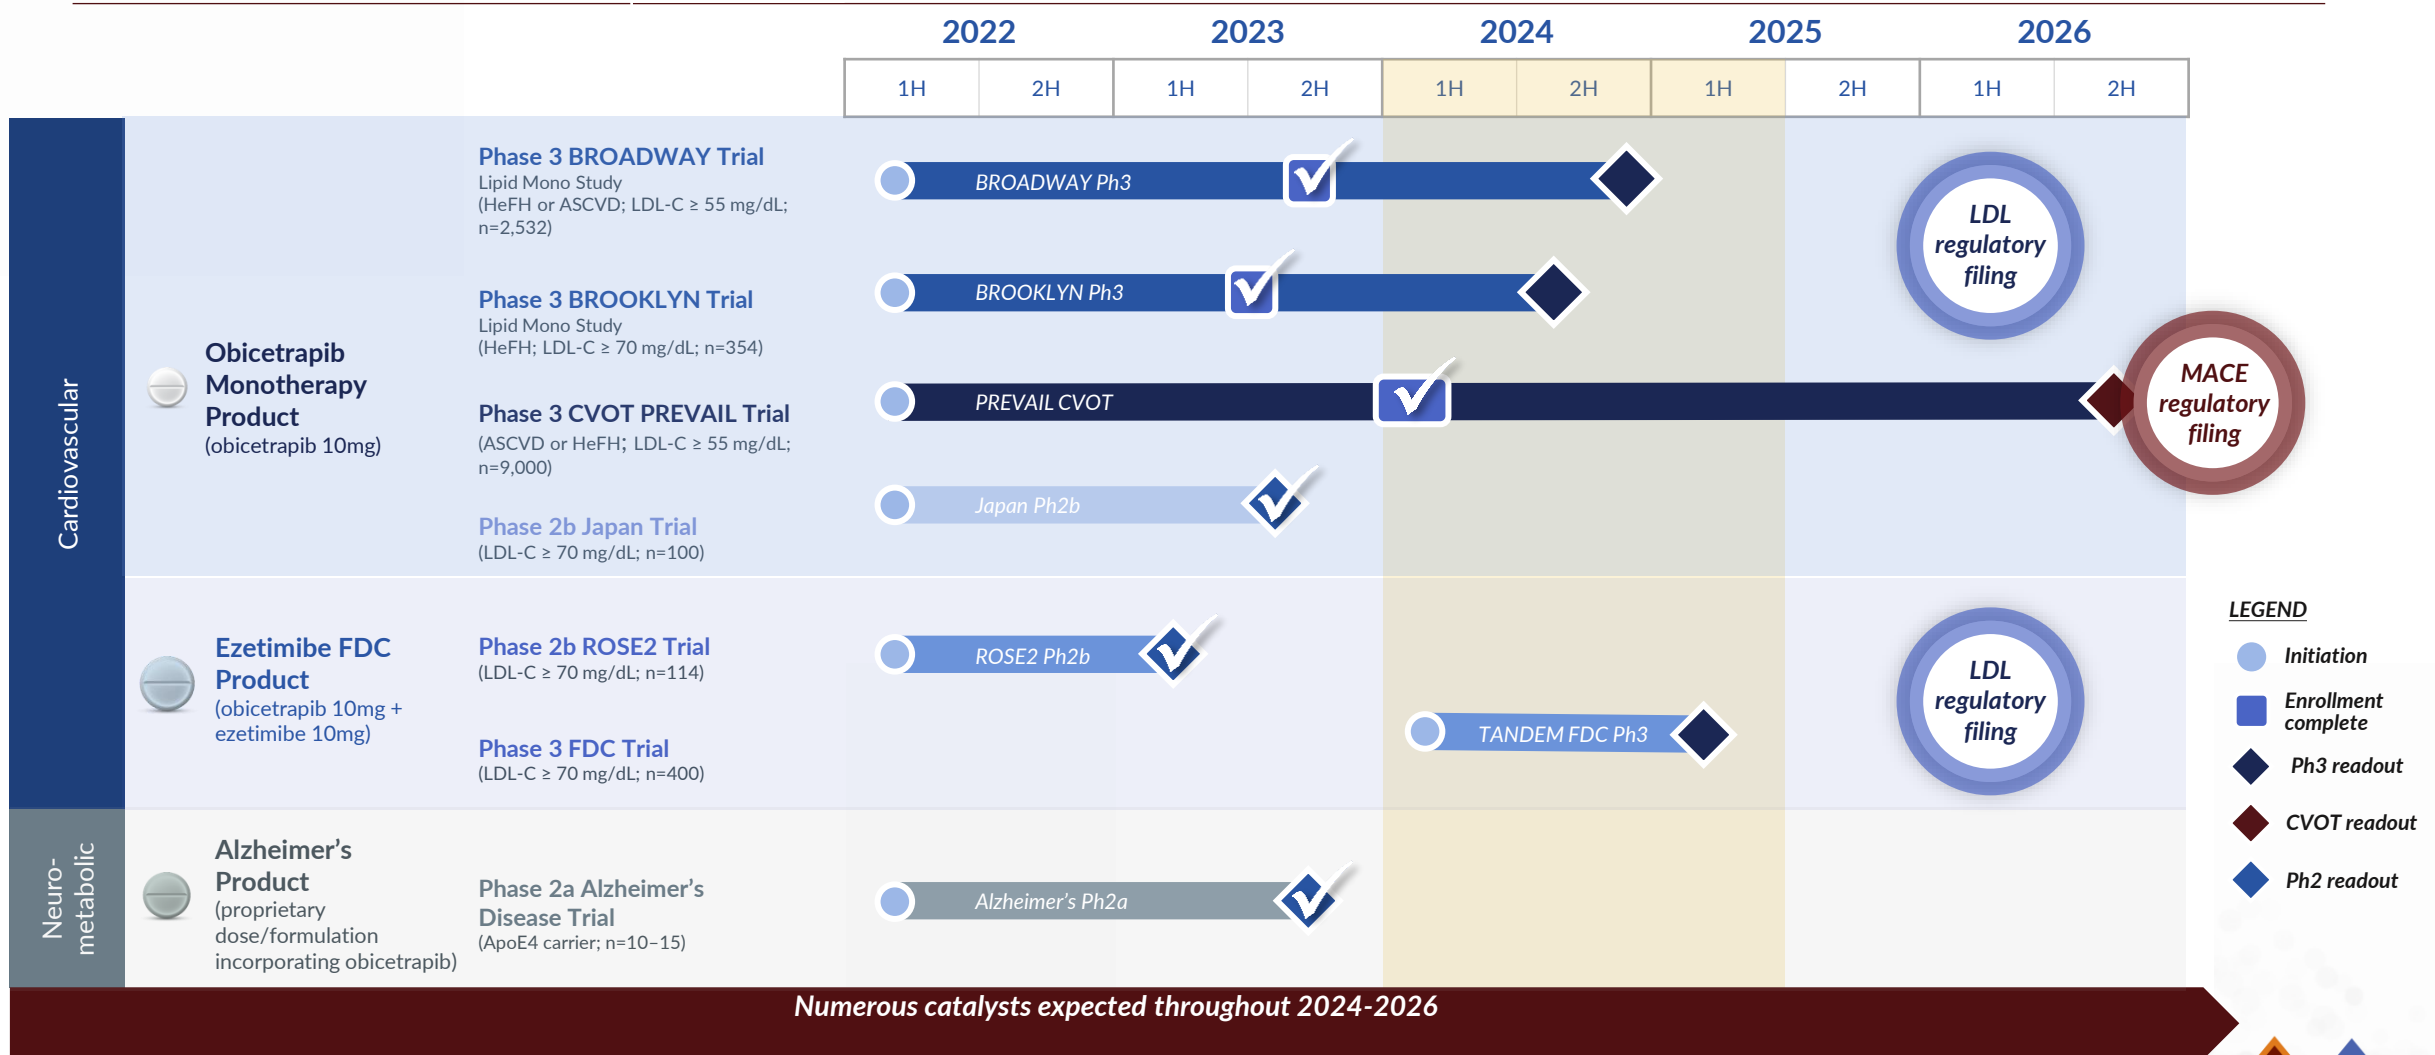 2022 2023 2024 2025 2026
1H 2H 1H 2H 1H 2H 1H 2H 1H 2H
Cardiovascular
Obicetrapib
Monotherapy
Product
(obicetrapib 10mg)
Phase 3 BROADWAY Trial
Lipid Mono Study
(HeFH or ASCVD; LDL-C ≥ 55 mg/dL;
n=2,532)
BROADWAY Ph3
Phase 3 BROOKLYN Trial
Lipid Mono Study
(HeFH; LDL-C ≥ 70 mg/dL; n=354)
BROOKLYN Ph3
LDL
regulatory
filing
Phase 3 CVOT PREVAIL Trial
(ASCVD or HeFH; LDL-C ≥ 55 mg/dL;
n=9,000)
PREVAIL CVOT
MACE
regulatory
filing
Phase 2b Japan Trial
(LDL-C ≥ 70 mg/dL; n=100)
Japan Ph2b
Ezetimibe FDC
Product
(obicetrapib 10mg +
ezetimibe 10mg)
Phase 2b ROSE2 Trial
(LDL-C ≥ 70 mg/dL; n=114)
ROSE2 Ph2b
Phase 3 FDC Trial
(LDL-C ≥ 70 mg/dL; n=400)
TANDEM FDC Ph3
LDL
regulatory
filing
Neuro-
metabolic
Alzheimer's
Product
(proprietary
dose/formulation
incorporating obicetrapib)
Phase 2a Alzheimer's
Disease Trial
(ApoE4 carrier; n=10–15)
Alzheimer's Ph2a
LEGEND
Initiation
Enrollment
complete
Ph3 readout
CVOT readout
Ph2 readout
Numerous catalysts expected throughout 2024-2026